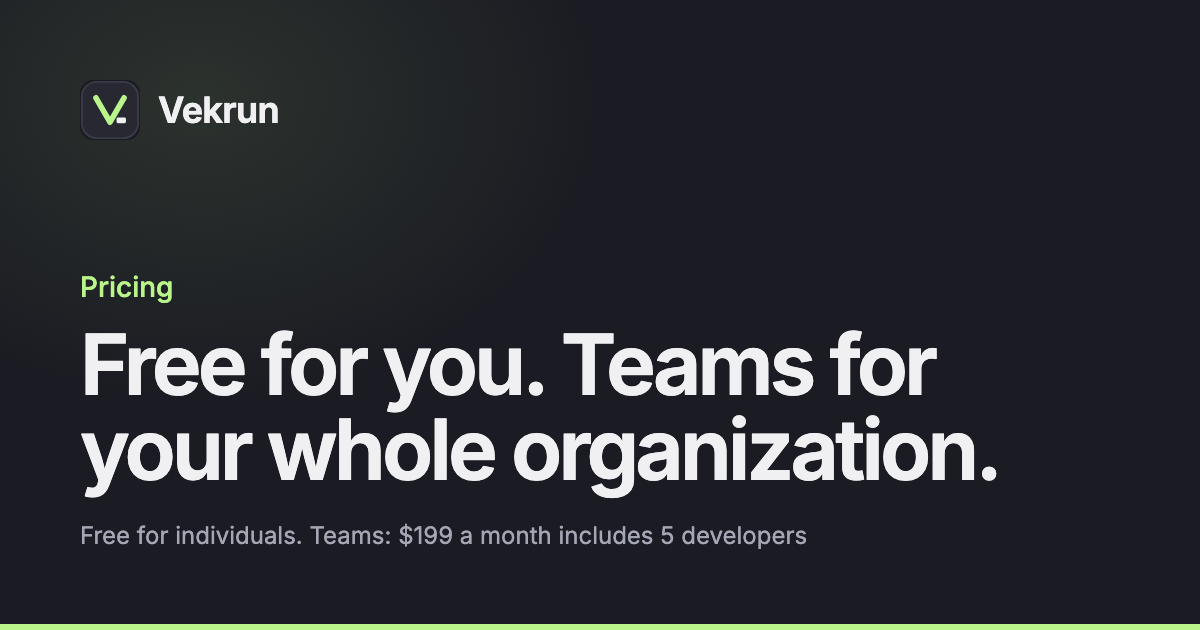 Vekrun
Pricing
Free for you. Teams for
your whole organization.
Free for individuals. Teams: $199 a month includes 5 developers